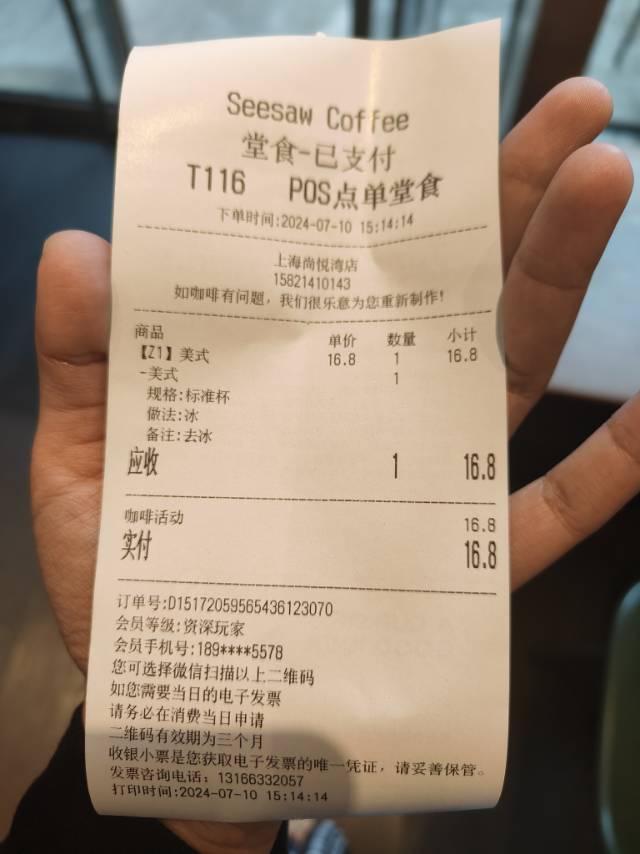 Seesaw Coffee
堂食-已支付
T116 POS点单堂食
下单时间:2024-07-10 15:14:14
上海尚悦湾店
15821410143
如咖啡有问题，我们很乐意为您重新制作!
商品 单价 数量 小计
【Z1】美式 16.8 1 16.8
-美式 1
规格:标准杯
做法:冰
备注:去冰
应收 1 16.8
咖啡活动 16.8
实付 16.8
订单号:D15172059565436123070
会员等级:资深玩家
会员手机号:189****5578
您可选择微信扫描以上二维码
如您需要当日的电子发票
请务必在消费当日申请
二维码有效期为三个月
收银小票是您获取电子发票的唯一凭证，请妥善保管。
发票咨询电话：13166332057
打印时间:2024-07-10 15:14:14